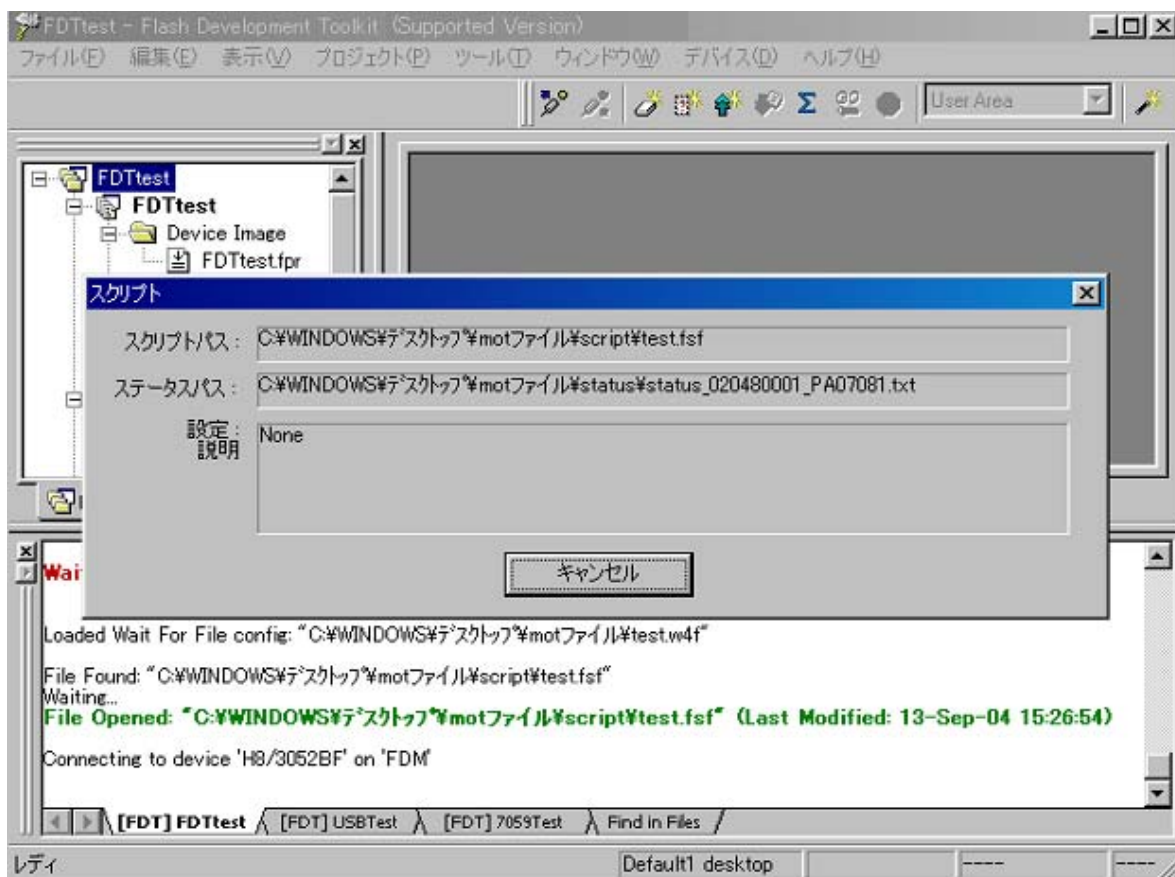 FDTtest - Flash Development Toolkit (Supported Version)
ファイル(F) 編集(E) 表示(V) プロジェクト(P) ツール(T) ウィンドウ(W) デバイス(D) ヘルプ(H)
User Area
FDTtest
FDTtest
Device Image
FDTtest.fpr
スクリプト
スクリプトパス : C:¥WINDOWS¥ﾃﾞｽｸﾄｯﾌﾟ¥motファイル¥script¥test.fsf
ステータスパス : C:¥WINDOWS¥ﾃﾞｽｸﾄｯﾌﾟ¥motファイル¥status¥status_020480001_PA07081.txt
設定 :
説明
None
キャンセル
Wai
Loaded Wait For File config: "C:¥WINDOWS¥ﾃﾞｽｸﾄｯﾌﾟ¥motファイル¥test.w4f"
File Found: "C:¥WINDOWS¥ﾃﾞｽｸﾄｯﾌﾟ¥motファイル¥script¥test.fsf"
Waiting...
File Opened: "C:¥WINDOWS¥ﾃﾞｽｸﾄｯﾌﾟ¥motファイル¥script¥test.fsf" (Last Modified: 13-Sep-04 15:26:54)
Connecting to device 'H8/3052BF' on 'FDM'
[FDT] FDTtest [FDT] USBTest [FDT] 7059Test Find in Files
レディ Default1 desktop ---- ----